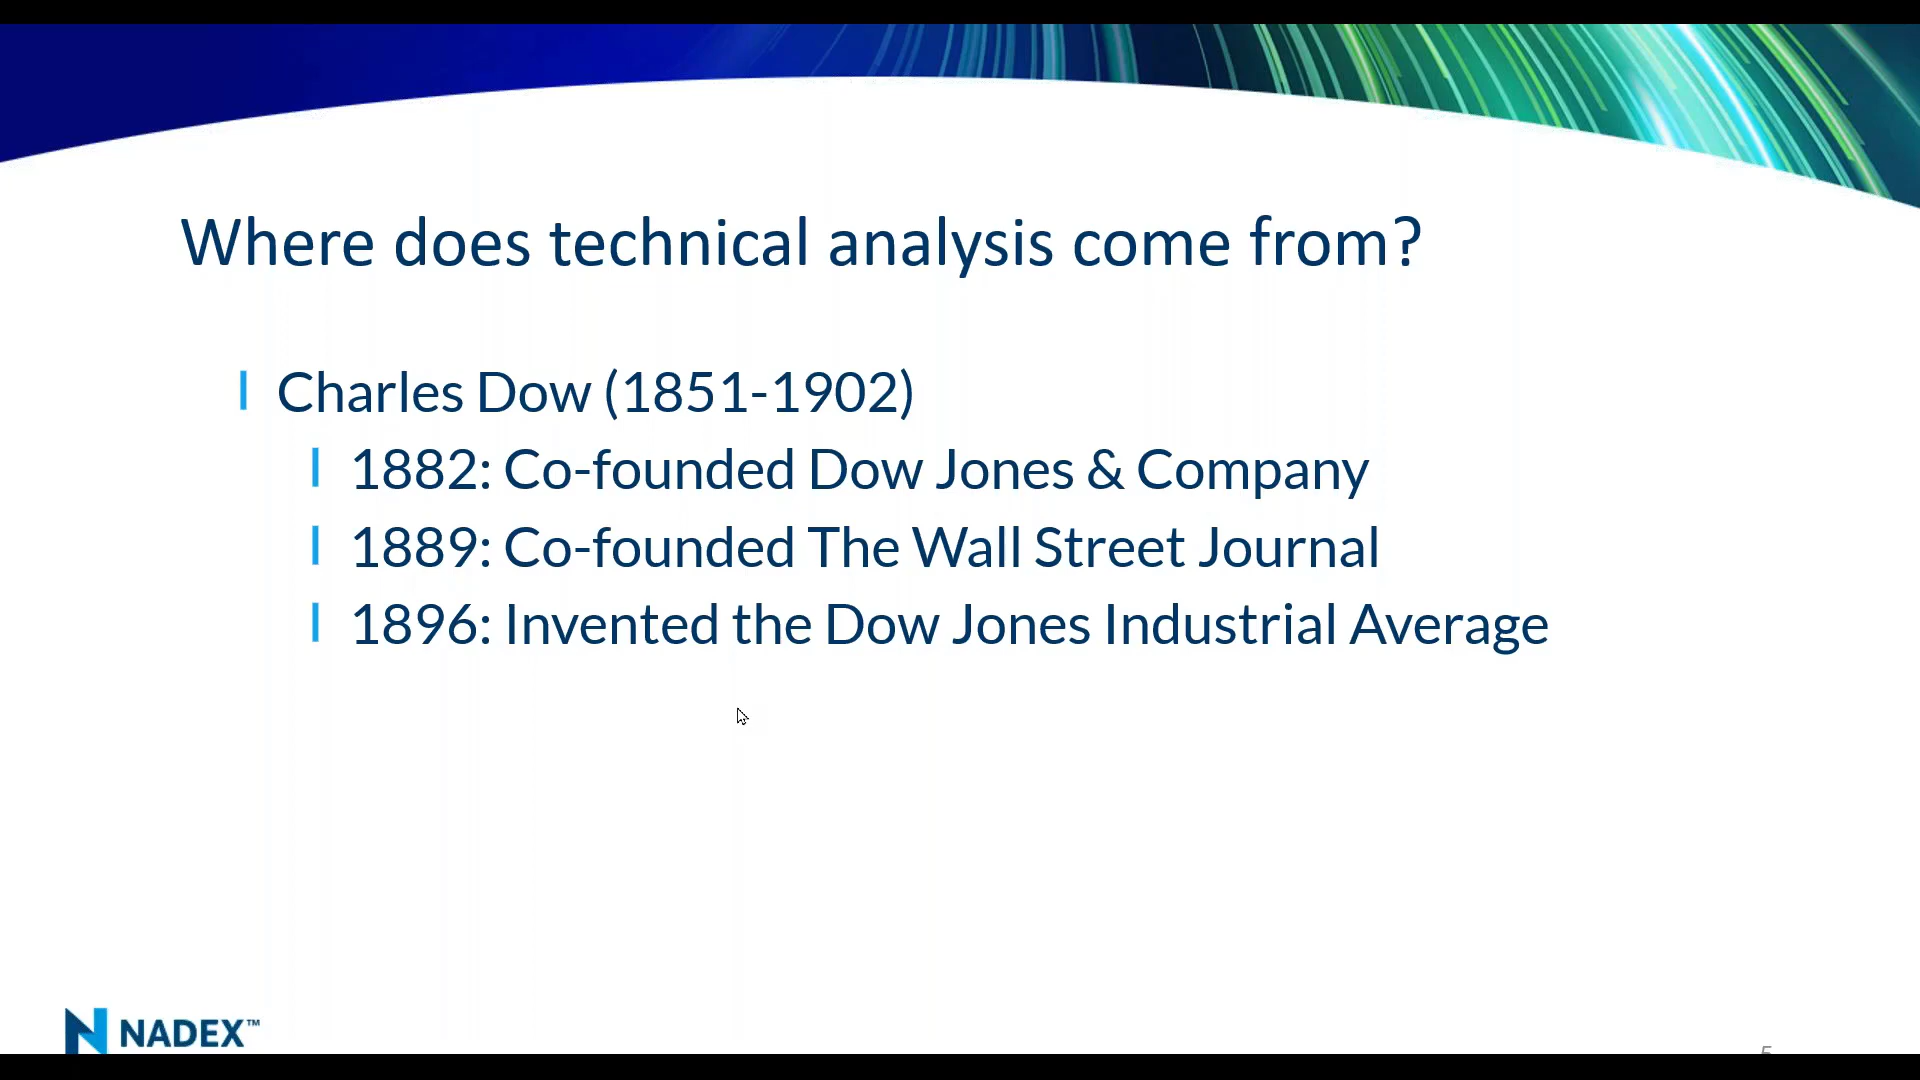 Where does technical analysis come from?
Charles Dow (1851-1902)
1882: Co-founded Dow Jones & Company
1889: Co-founded The Wall Street Journal
1896: Invented the Dow Jones Industrial Average
NADEX™